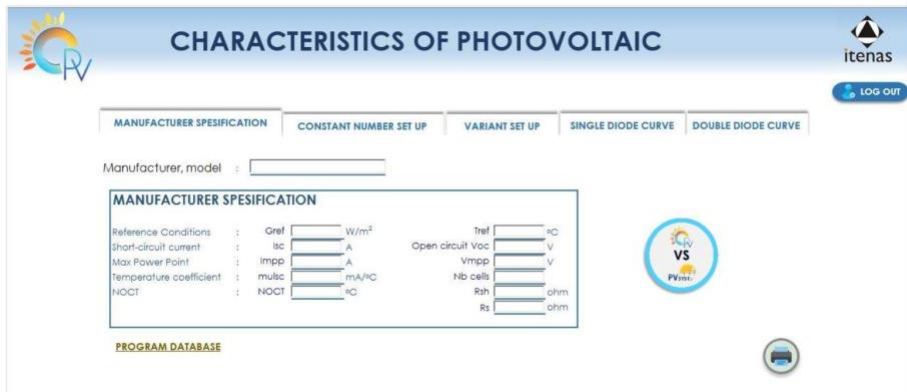 CHARACTERISTICS OF PHOTOVOLTAIC
PV
itenas
LOG OUT
MANUFACTURER SPESIFICATION CONSTANT NUMBER SET UP VARIANT SET UP SINGLE DIODE CURVE DOUBLE DIODE CURVE
Manufacturer, model :
MANUFACTURER SPESIFICATION
Reference Conditions : Gref W/m² Tref ºC
Short-circuit current : Isc A Open circuit Voc V
Max Power Point : Impp A Vmpp V
Temperature coefficient : muIsc mA/ºC Nb cells
NOCT : NOCT ºC Rsh ohm
Rs ohm
PV
VS
PVsyst
PROGRAM DATABASE